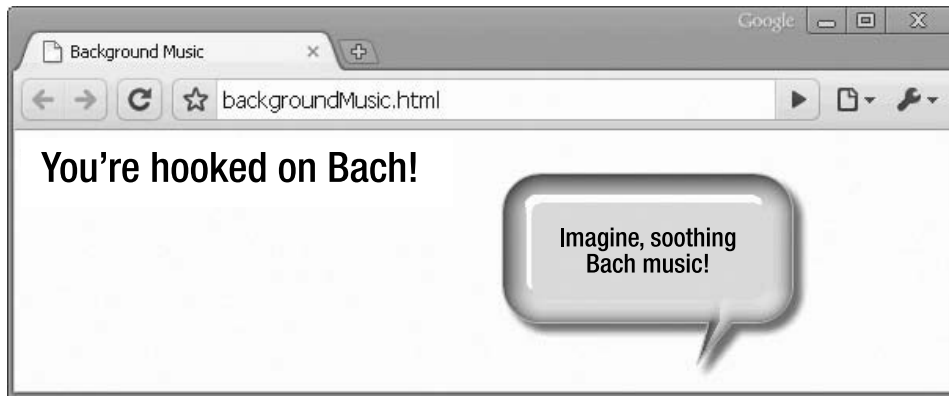 Google
Background Music
backgroundMusic.html
You're hooked on Bach!
Imagine, soothing
Bach music!